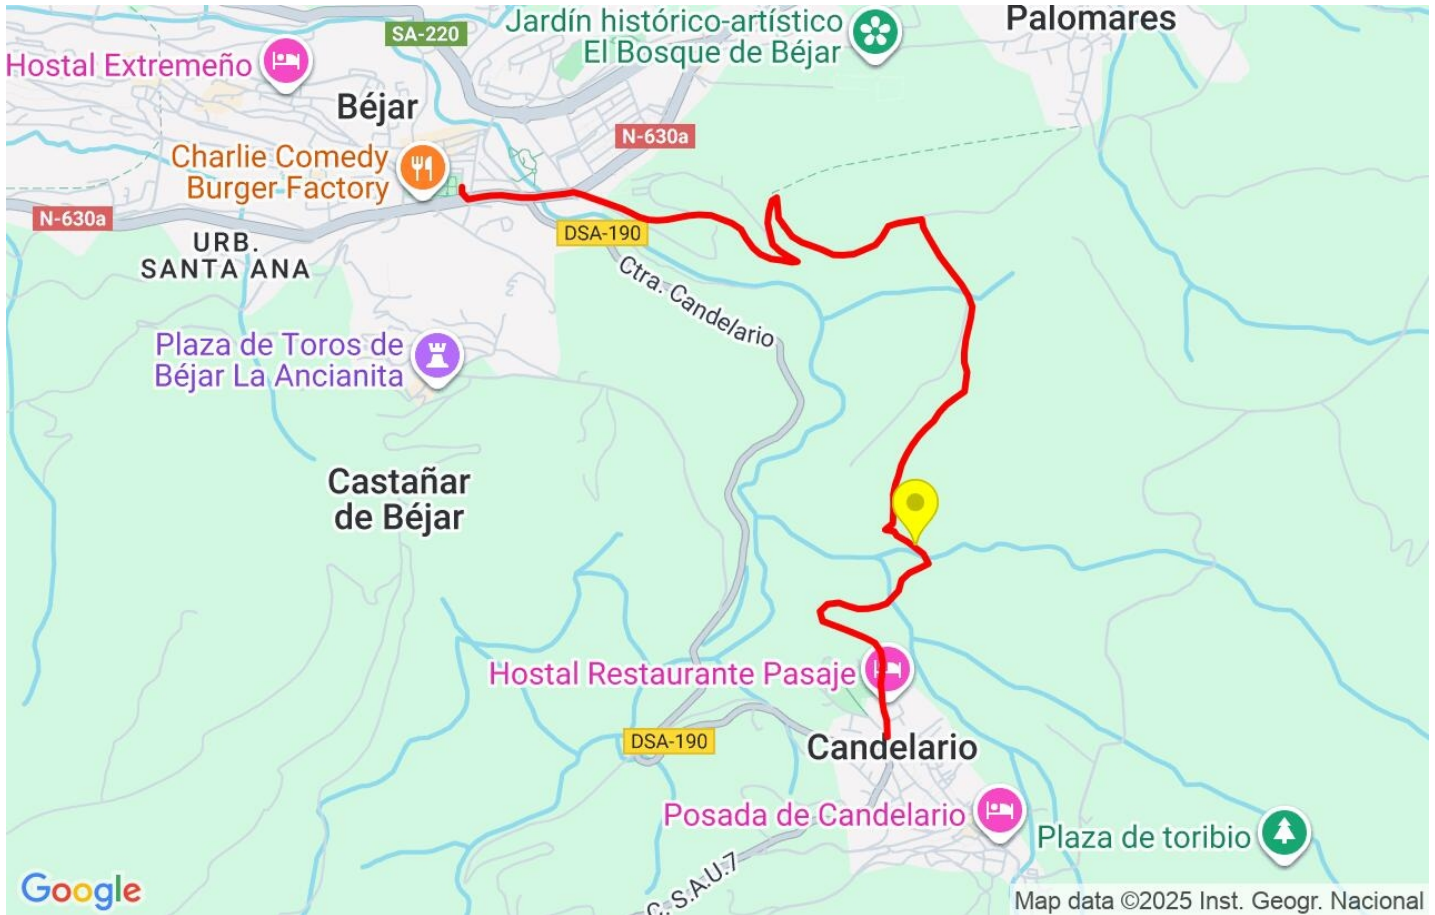 SA-220
Jardín histórico-artístico
El Bosque de Béjar
Palomares
Hostal Extremeño
Béjar
N-630a
Charlie Comedy
Burger Factory
N-630a
DSA-190
URB.
SANTA ANA
Ctra. Candelario
Plaza de Toros de
Béjar La Ancianita
Castañar
de Béjar
Hostal Restaurante Pasaje
DSA-190
Candelario
Posada de Candelario
Plaza de toribio
C. S.A.U.7
Google
Map data ©2025 Inst. Geogr. Nacional